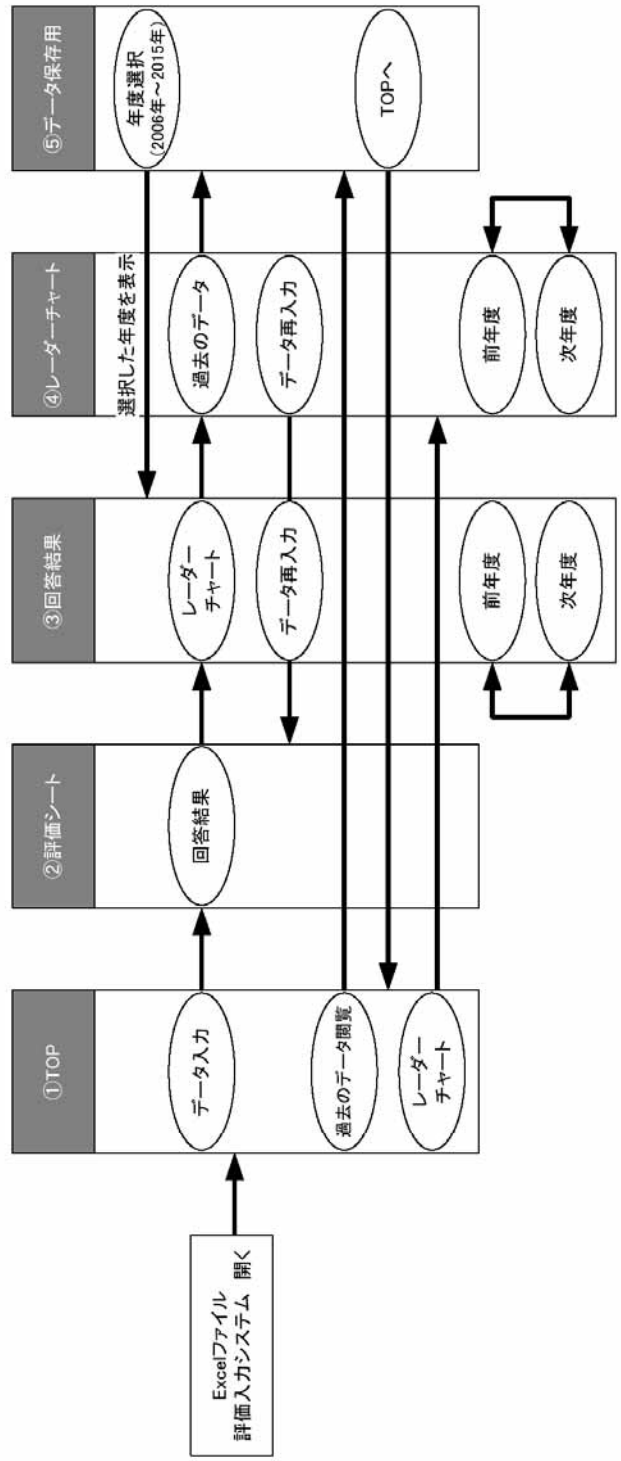 Excelファイル
評価入力システム 開く
①TOP
データ入力
過去のデータ閲覧
レーダー
チャート
②評価シート
回答結果
③回答結果
レーダー
チャート
データ再入力
前年度
次年度
④レーダーチャート
選択した年度を表示
過去のデータ
データ再入力
前年度
次年度
⑤データ保存用
年度選択
(2006年～2015年)
TOPへ